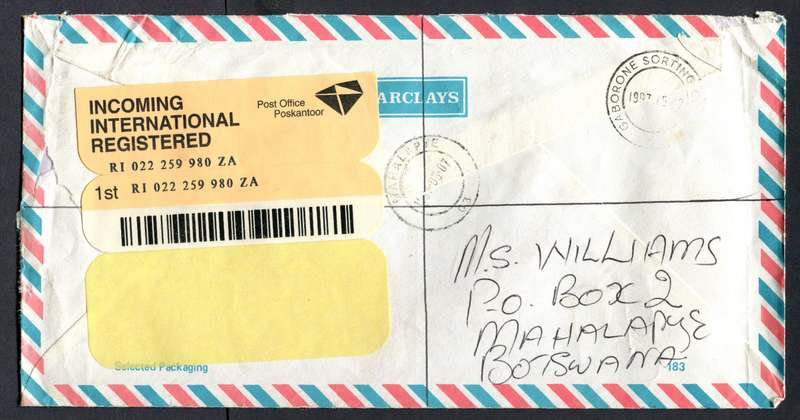 INCOMING
INTERNATIONAL
REGISTERED
Post Office
Poskantoor
RI 022 259 980 ZA
1st RI 022 259 980 ZA
ARCLAYS
GABORONE SORTING
MAHALAPYE
M.S. WILLIAMS
P.O. BOX 2
MAHALAPYE
BOTSWANA
Selected Packaging
183